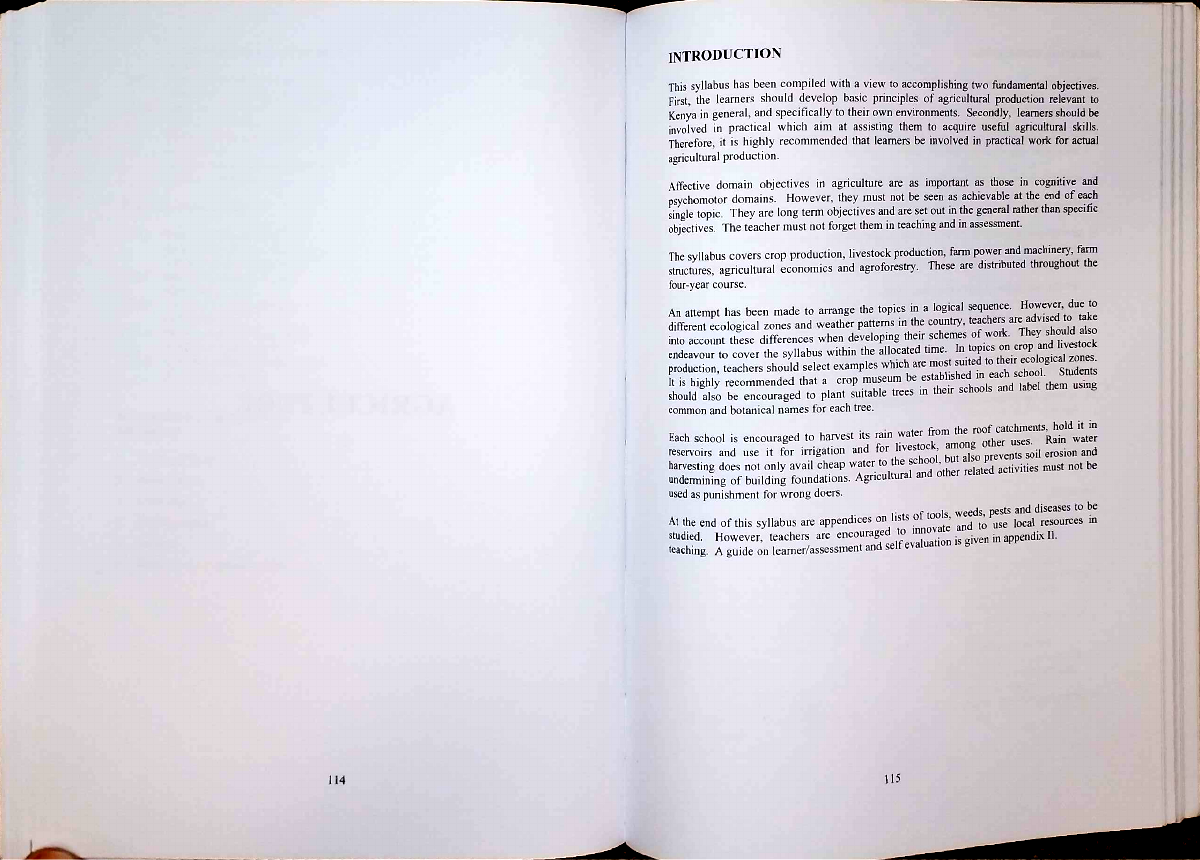 INTRODUCTION
This syllabus has been compiled with a view to accomplishing two fundamental objectives.
First, the learners should develop basic principles of agricultural production relevant to
Kenya in general, and specifically to their own environments. Secondly, learners should be
involved in practical which aim at assisting them to acquire useful agricultural skills.
Therefore, it is highly recommended that learners be involved in practical work for actual
agricultural production.
Affective domain objectives in agriculture are as important as those in cognitive and
psychomotor domains. However, they must not be seen as achievable at the end of each
single topic. They are long term objectives and are set out in the general rather than specific
objectives. The teacher must not forget them in teaching and in assessment.
The syllabus covers crop production, livestock production, farm power and machinery, farm
structures, agricultural economics and agroforestry. These are distributed throughout the
four-year course.
An attempt has been made to arrange the topics in a logical sequence. However, due to
different ecological zones and weather patterns in the country, teachers are advised to take
into account these differences when developing their schemes of work. They should also
endeavour to cover the syllabus within the allocated time. In topics on crop and livestock
production, teachers should select examples which are most suited to their ecological zones.
It is highly recommended that a crop museum be established in each school. Students
should also be encouraged to plant suitable trees in their schools and label them using
common and botanical names for each tree.
Each school is encouraged to harvest its rain water from the roof catchments, hold it in
reservoirs and use it for irrigation and for livestock, among other uses. Rain water
harvesting does not only avail cheap water to the school, but also prevents soil erosion and
undermining of building foundations. Agricultural and other related activities must not be
used as punishment for wrong doers.
At the end of this syllabus are appendices on lists of tools, weeds, pests and diseases to be
studied. However, teachers are encouraged to innovate and to use local resources in
teaching. A guide on learner/assessment and self evaluation is given in appendix II.
114
115